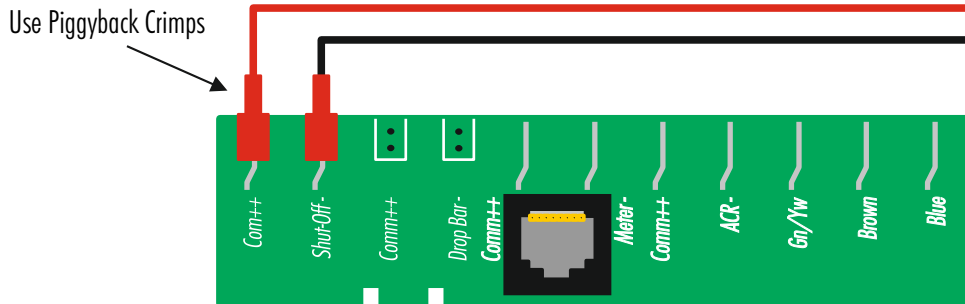 Use Piggyback Crimps
Com++
Shut-Off -
Comm++
Drop Bar -
Comm++
Meter -
Comm++
ACR -
Gn/Yw
Brown
Blue